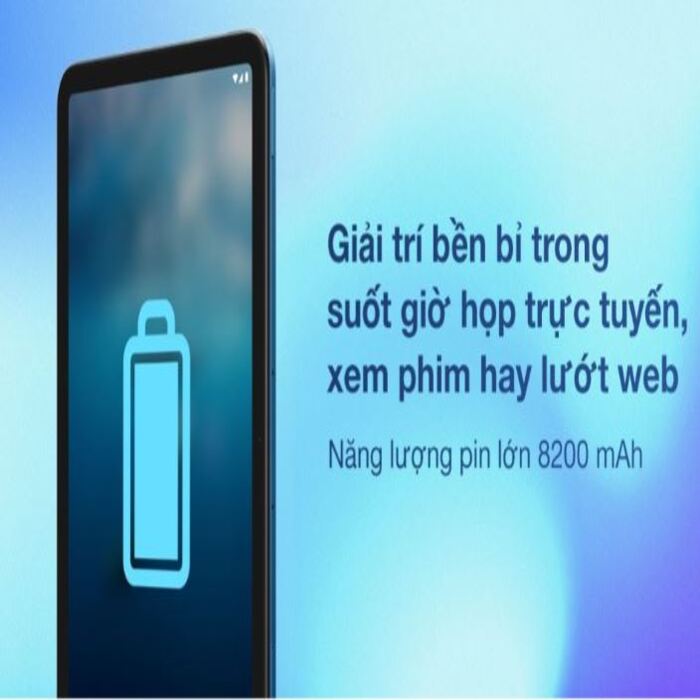 Giải trí bền bỉ trong
suốt giờ họp trực tuyến,
xem phim hay lướt web
Năng lượng pin lớn 8200 mAh